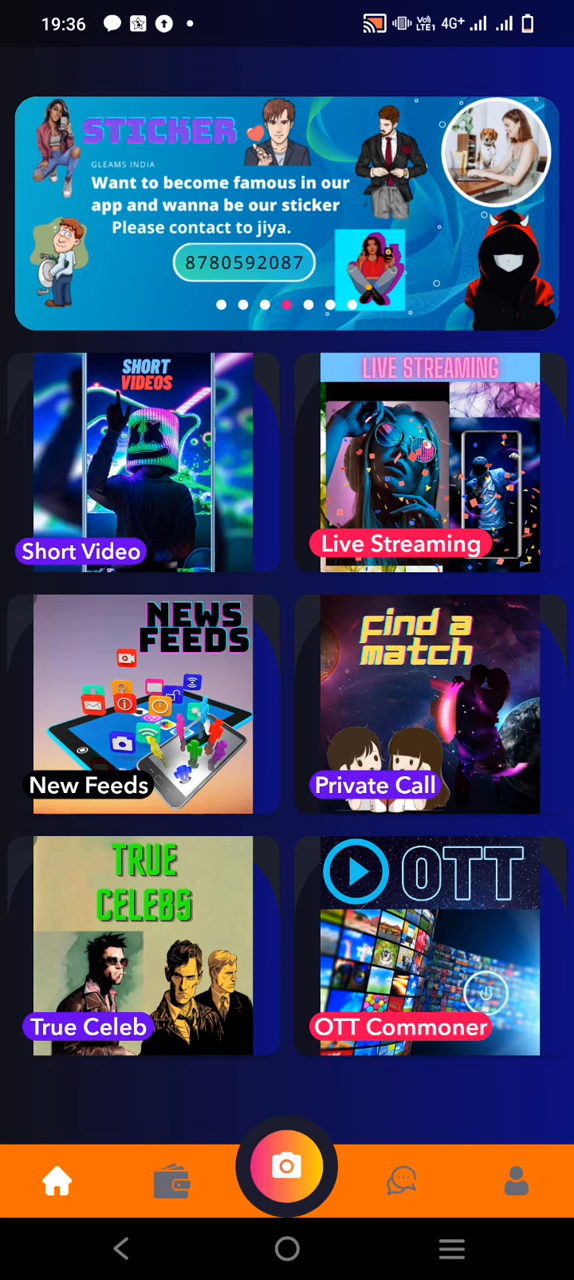 19:36
Vo)
LTE1
4G+
STICKER
GLEAMS INDIA
Want to become famous in our
app and wanna be our sticker
Please contact to jiya.
8780592087
SHORT
VIDEOS
Short Video
LIVE STREAMING
Live Streaming
NEWS
FEEDS
New Feeds
Find a
match
Private Call
TRUE
CELEBS
True Celeb
OTT
OTT Commoner